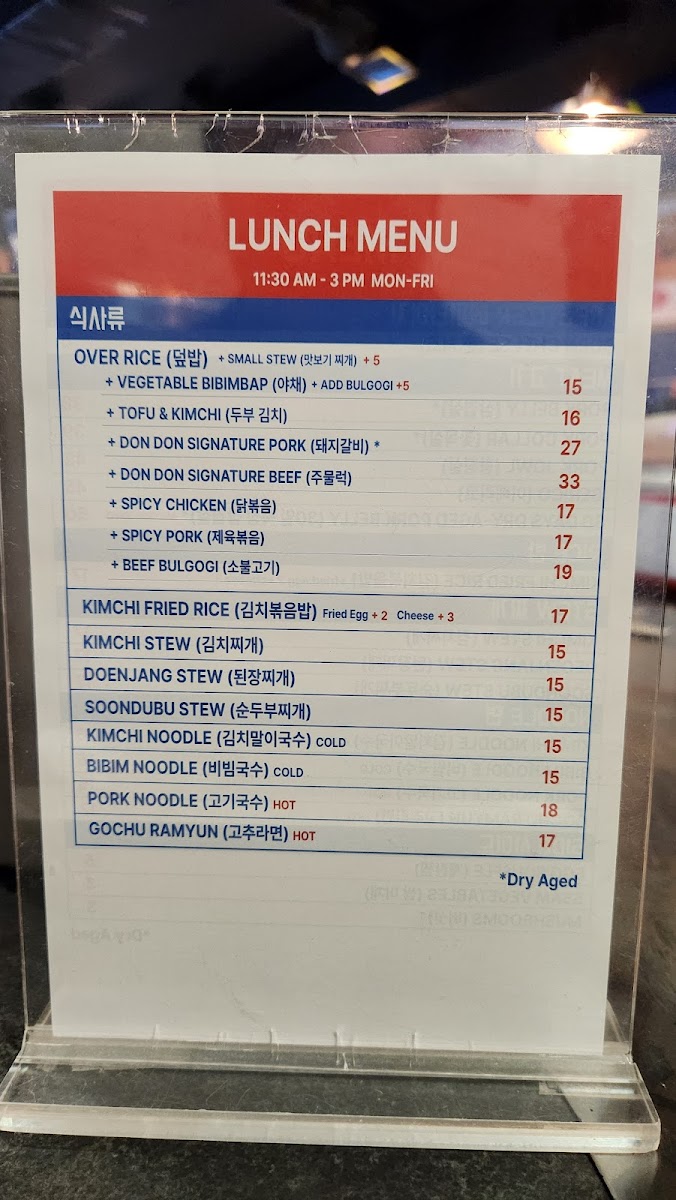 LUNCH MENU
11:30 AM - 3 PM MON-FRI
식사류
OVER RICE (덮밥) + SMALL STEW (맛보기 찌개) + 5
+ VEGETABLE BIBIMBAP (야채) + ADD BULGOGI +5 15
+ TOFU & KIMCHI (두부 김치) 16
+ DON DON SIGNATURE PORK (돼지갈비) * 27
+ DON DON SIGNATURE BEEF (주물럭) 33
+ SPICY CHICKEN (닭볶음) 17
+ SPICY PORK (제육볶음) 17
+ BEEF BULGOGI (소불고기) 19
KIMCHI FRIED RICE (김치볶음밥) Fried Egg + 2 Cheese + 3 17
KIMCHI STEW (김치찌개) 15
DOENJANG STEW (된장찌개) 15
SOONDUBU STEW (순두부찌개) 15
KIMCHI NOODLE (김치말이국수) COLD 15
BIBIM NOODLE (비빔국수) COLD 15
PORK NOODLE (고기국수) HOT 18
GOCHU RAMYUN (고추라면) HOT 17
*Dry Aged